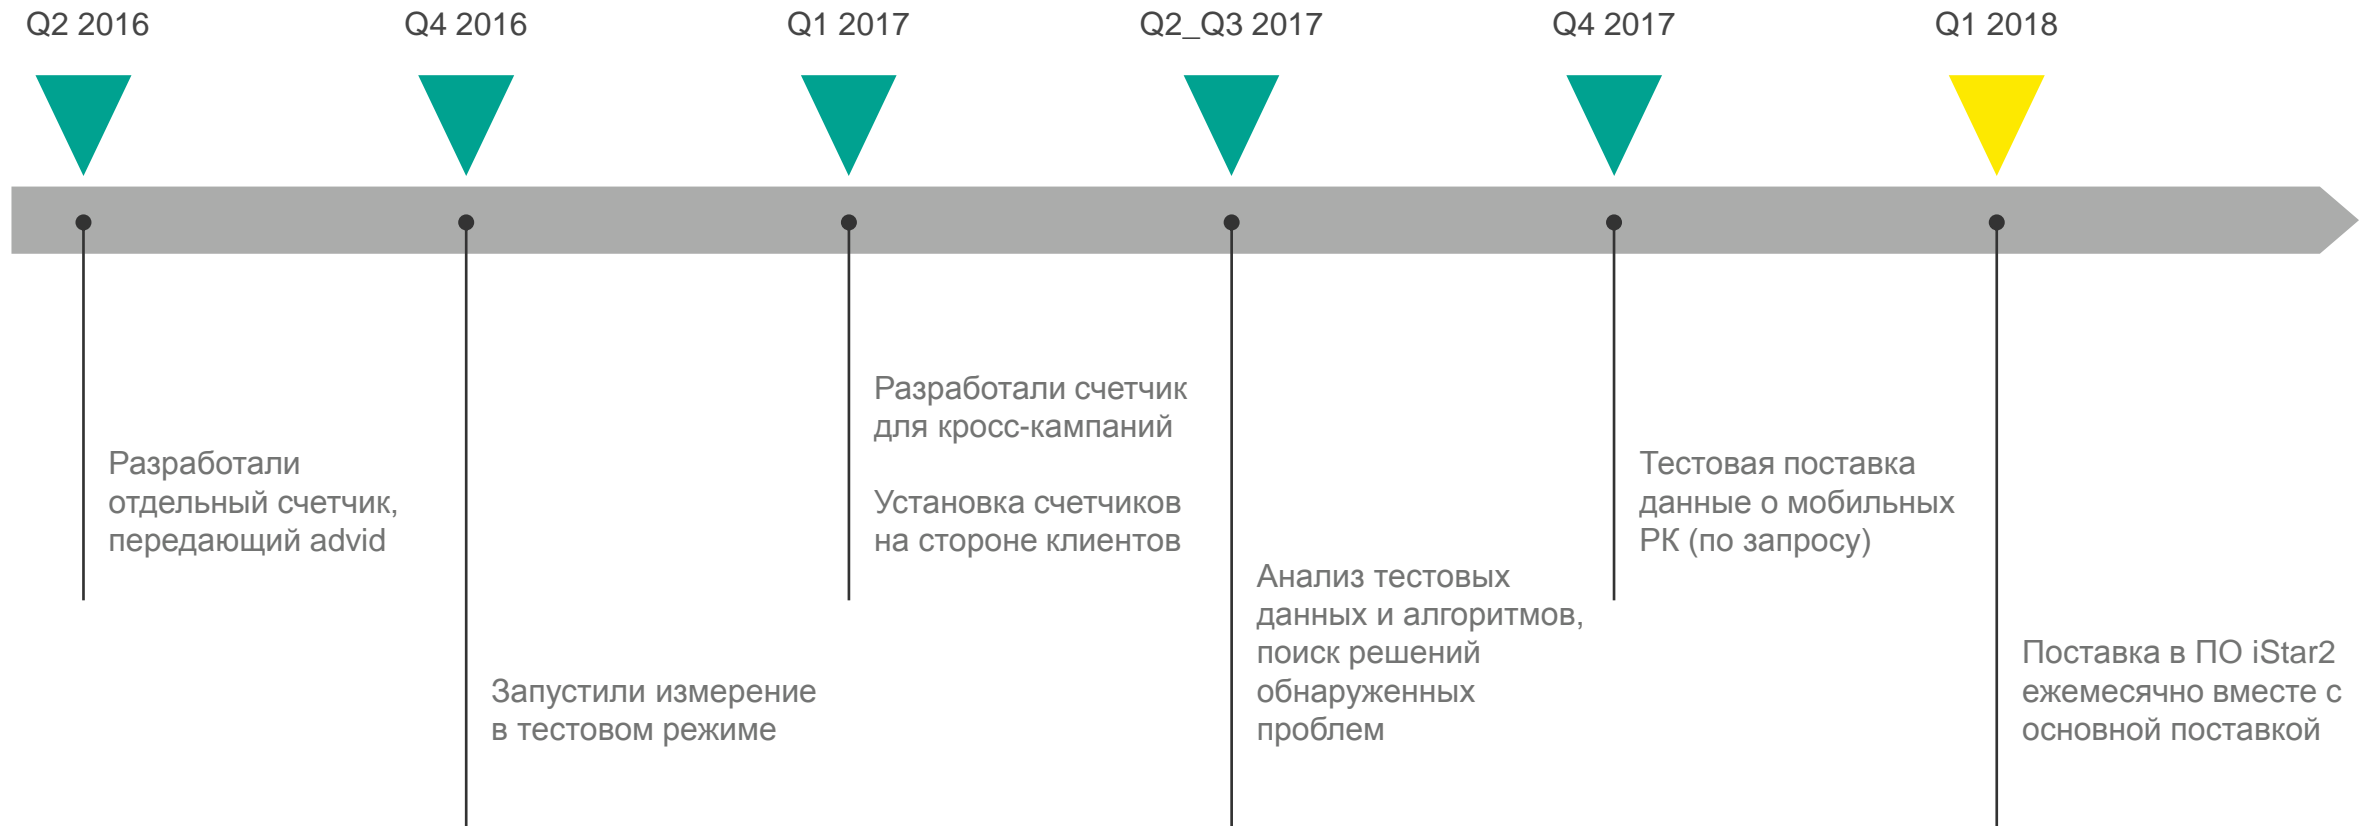 Q2 2016
Q4 2016
Q1 2017
Q2_Q3 2017
Q4 2017
Q1 2018
Разработали
отдельный счетчик,
передающий advid
Запустили измерение
в тестовом режиме
Разработали счетчик
для кросс-кампаний
Установка счетчиков
на стороне клиентов
Анализ тестовых
данных и алгоритмов,
поиск решений
обнаруженных
проблем
Тестовая поставка
данные о мобильных
РК (по запросу)
Поставка в ПО iStar2
ежемесячно вместе с
основной поставкой